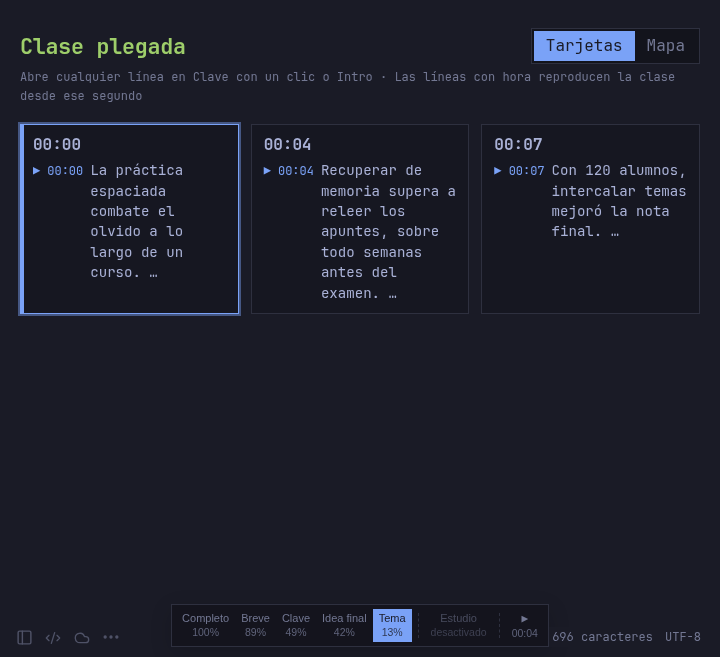 Clase plegada
Tarjetas Mapa
Abre cualquier línea en Clave con un clic o Intro · Las líneas con hora reproducen la clase
desde ese segundo
00:00
▶ 00:00 La práctica
espaciada
combate el
olvido a lo
largo de un
curso. …
00:04
▶ 00:04 Recuperar de
memoria supera a
releer los
apuntes, sobre
todo semanas
antes del
examen. …
00:07
▶ 00:07 Con 120 alumnos,
intercalar temas
mejoró la nota
final. …
Completo Breve Clave Idea final Tema Estudio ▶
100% 89% 49% 42% 13% desactivado 00:04
696 caracteres UTF-8